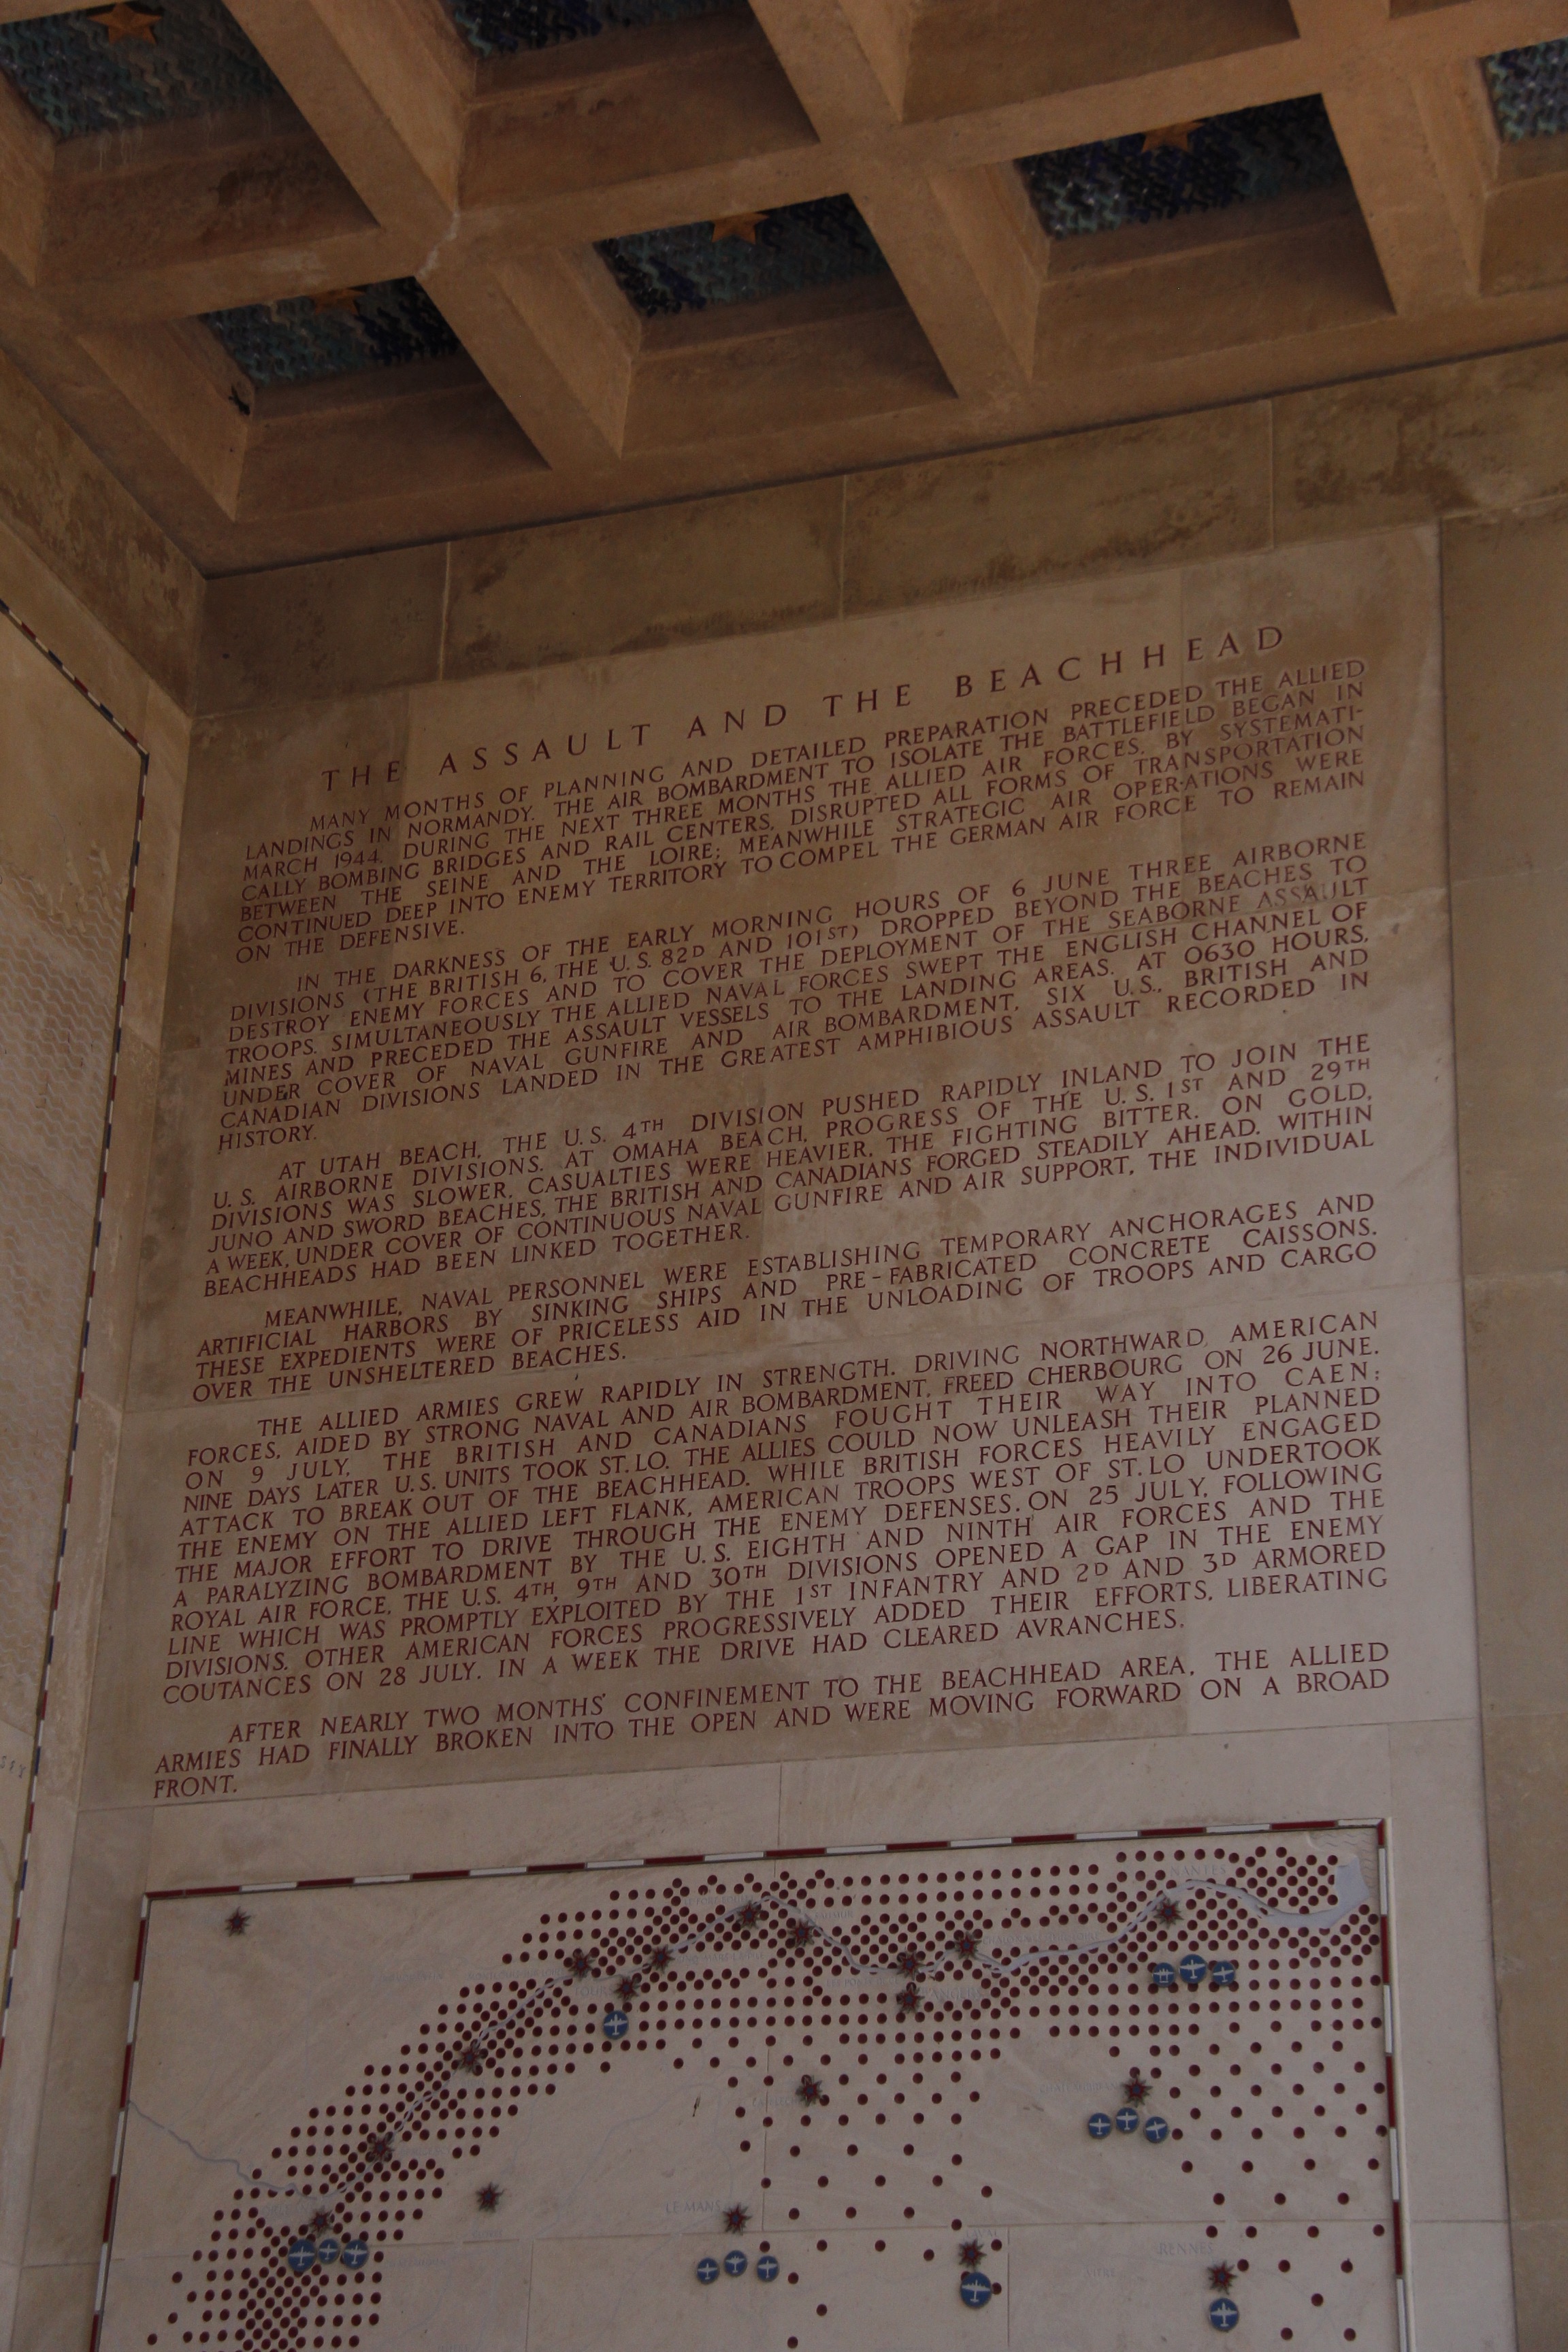 THE ASSAULT AND THE BEACHHEAD
MANY MONTHS OF PLANNING AND DETAILED PREPARATION PRECEDED THE ALLIED
LANDINGS IN NORMANDY. THE AIR BOMBARDMENT TO ISOLATE THE BATTLEFIELD BEGAN IN
MARCH 1944. DURING THE NEXT THREE MONTHS THE ALLIED AIR FORCES, BY SYSTEMATI-
CALLY BOMBING BRIDGES AND RAIL CENTERS, DISRUPTED ALL FORMS OF TRANSPORTATION
BETWEEN THE SEINE AND THE LOIRE; MEANWHILE STRATEGIC AIR OPERATIONS WERE
CONTINUED DEEP INTO ENEMY TERRITORY TO COMPEL THE GERMAN AIR FORCE TO REMAIN
ON THE DEFENSIVE.
IN THE DARKNESS OF THE EARLY MORNING HOURS OF 6 JUNE THREE AIRBORNE
DIVISIONS (THE BRITISH 6, THE U.S. 82D AND 101ST) DROPPED BEYOND THE BEACHES TO
DESTROY ENEMY FORCES AND TO COVER THE DEPLOYMENT OF THE SEABORNE ASSAULT
TROOPS. SIMULTANEOUSLY THE ALLIED NAVAL FORCES SWEPT THE ENGLISH CHANNEL OF
MINES AND PRECEDED THE ASSAULT VESSELS TO THE LANDING AREAS. AT 0630 HOURS,
UNDER COVER OF NAVAL GUNFIRE AND AIR BOMBARDMENT, SIX U.S., BRITISH AND
CANADIAN DIVISIONS LANDED IN THE GREATEST AMPHIBIOUS ASSAULT RECORDED IN
HISTORY.
AT UTAH BEACH, THE U.S. 4TH DIVISION PUSHED RAPIDLY INLAND TO JOIN THE
U.S. AIRBORNE DIVISIONS. AT OMAHA BEACH, PROGRESS OF THE U.S. 1ST AND 29TH
DIVISIONS WAS SLOWER, CASUALTIES WERE HEAVIER, THE FIGHTING BITTER. ON GOLD,
JUNO AND SWORD BEACHES, THE BRITISH AND CANADIANS FORGED STEADILY AHEAD. WITHIN
A WEEK, UNDER COVER OF CONTINUOUS NAVAL GUNFIRE AND AIR SUPPORT, THE INDIVIDUAL
BEACHHEADS HAD BEEN LINKED TOGETHER.
MEANWHILE, NAVAL PERSONNEL WERE ESTABLISHING TEMPORARY ANCHORAGES AND
ARTIFICIAL HARBORS BY SINKING SHIPS AND PRE-FABRICATED CONCRETE CAISSONS.
THESE EXPEDIENTS WERE OF PRICELESS AID IN THE UNLOADING OF TROOPS AND CARGO
OVER THE UNSHELTERED BEACHES.
THE ALLIED ARMIES GREW RAPIDLY IN STRENGTH. DRIVING NORTHWARD, AMERICAN
FORCES, AIDED BY STRONG NAVAL AND AIR BOMBARDMENT, FREED CHERBOURG ON 26 JUNE.
ON 9 JULY, THE BRITISH AND CANADIANS FOUGHT THEIR WAY INTO CAEN;
NINE DAYS LATER U.S. UNITS TOOK ST. LO. THE ALLIES COULD NOW UNLEASH THEIR PLANNED
ATTACK TO BREAK OUT OF THE BEACHHEAD. WHILE BRITISH FORCES HEAVILY ENGAGED
THE ENEMY ON THE ALLIED LEFT FLANK, AMERICAN TROOPS WEST OF ST. LO UNDERTOOK
THE MAJOR EFFORT TO DRIVE THROUGH THE ENEMY DEFENSES. ON 25 JULY, FOLLOWING
A PARALYZING BOMBARDMENT BY THE U.S. EIGHTH AND NINTH AIR FORCES AND THE
ROYAL AIR FORCE, THE U.S. 4TH, 9TH AND 30TH DIVISIONS OPENED A GAP IN THE ENEMY
LINE WHICH WAS PROMPTLY EXPLOITED BY THE 1ST INFANTRY AND 2D AND 3D ARMORED
DIVISIONS. OTHER AMERICAN FORCES PROGRESSIVELY ADDED THEIR EFFORTS, LIBERATING
COUTANCES ON 28 JULY. IN A WEEK THE DRIVE HAD CLEARED AVRANCHES.
AFTER NEARLY TWO MONTHS' CONFINEMENT TO THE BEACHHEAD AREA, THE ALLIED
ARMIES HAD FINALLY BROKEN INTO THE OPEN AND WERE MOVING FORWARD ON A BROAD
FRONT.
NANTES
TOURS
ANGERS
LE MANS
RENNES